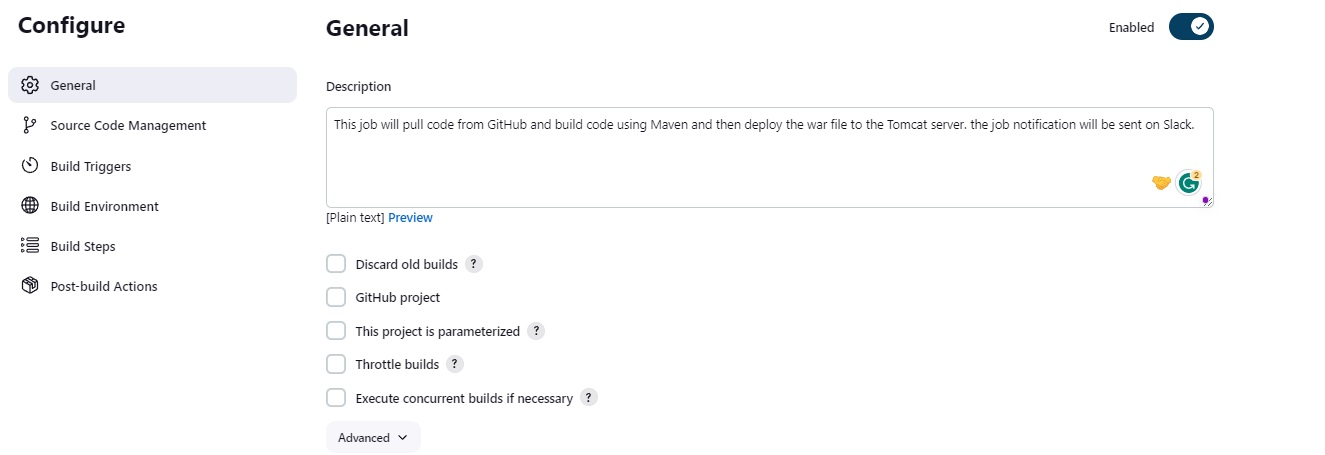 Configure
General
Source Code Management
Build Triggers
Build Environment
Build Steps
Post-build Actions
General
Enabled
Description
This job will pull code from GitHub and build code using Maven and then deploy the war file to the Tomcat server. the job notification will be sent on Slack.
2
[Plain text] Preview
Discard old builds ?
GitHub project
This project is parameterized ?
Throttle builds ?
Execute concurrent builds if necessary ?
Advanced